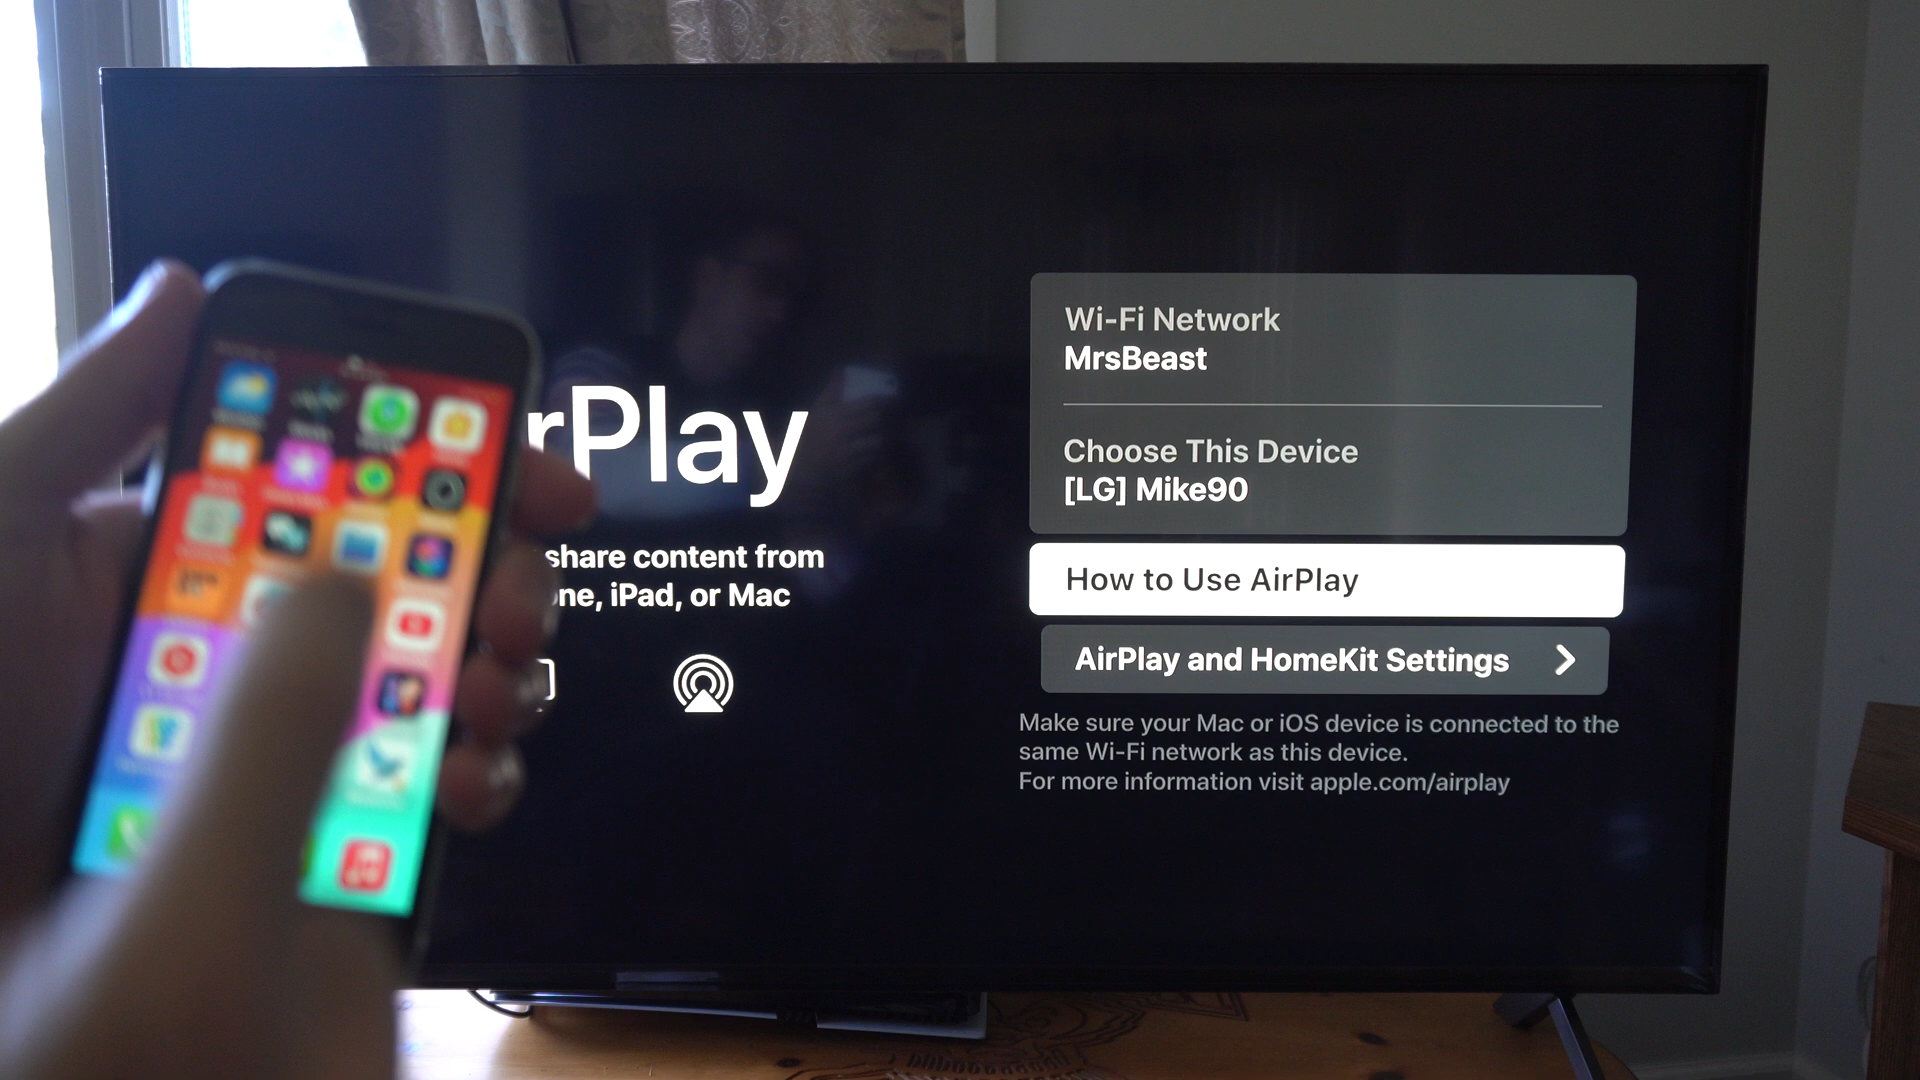 rPlay
share content from
ne, iPad, or Mac
Wi-Fi Network
MrsBeast
Choose This Device
[LG] Mike90
How to Use AirPlay
AirPlay and HomeKit Settings
Make sure your Mac or iOS device is connected to the
same Wi-Fi network as this device.
For more information visit apple.com/airplay